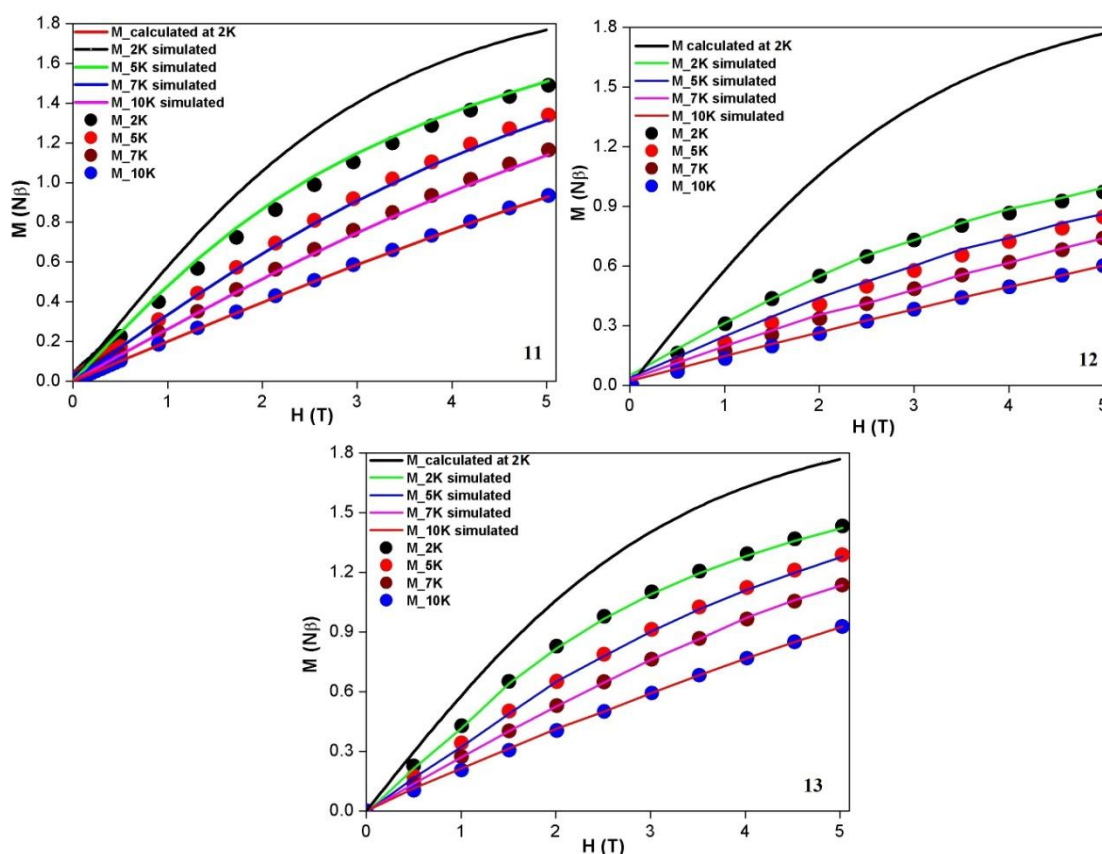 1.8
1.6
1.4
1.2
1.0
0.8
0.6
0.4
0.2
0.0
M (Nβ)
M_calculated at 2K
M_2K simulated
M_5K simulated
M_7K simulated
M_10K simulated
M_2K
M_5K
M_7K
M_10K
11
0 1 2 3 4 5
H (T)
1.8
1.5
1.2
0.9
0.6
0.3
0.0
M (Nβ)
M calculated at 2K
M_2K simulated
M_5K simulated
M_7K simulated
M_10K simulated
M_2K
M_5K
M_7K
M_10K
12
0 1 2 3 4 5
H (T)
1.8
1.5
1.2
0.9
0.6
0.3
0.0
M (Nβ)
M_calculated at 2K
M_2K simulated
M_5K simulated
M_7K simulated
M_10K simulated
M_2K
M_5K
M_7K
M_10K
13
0 1 2 3 4 5
H (T)